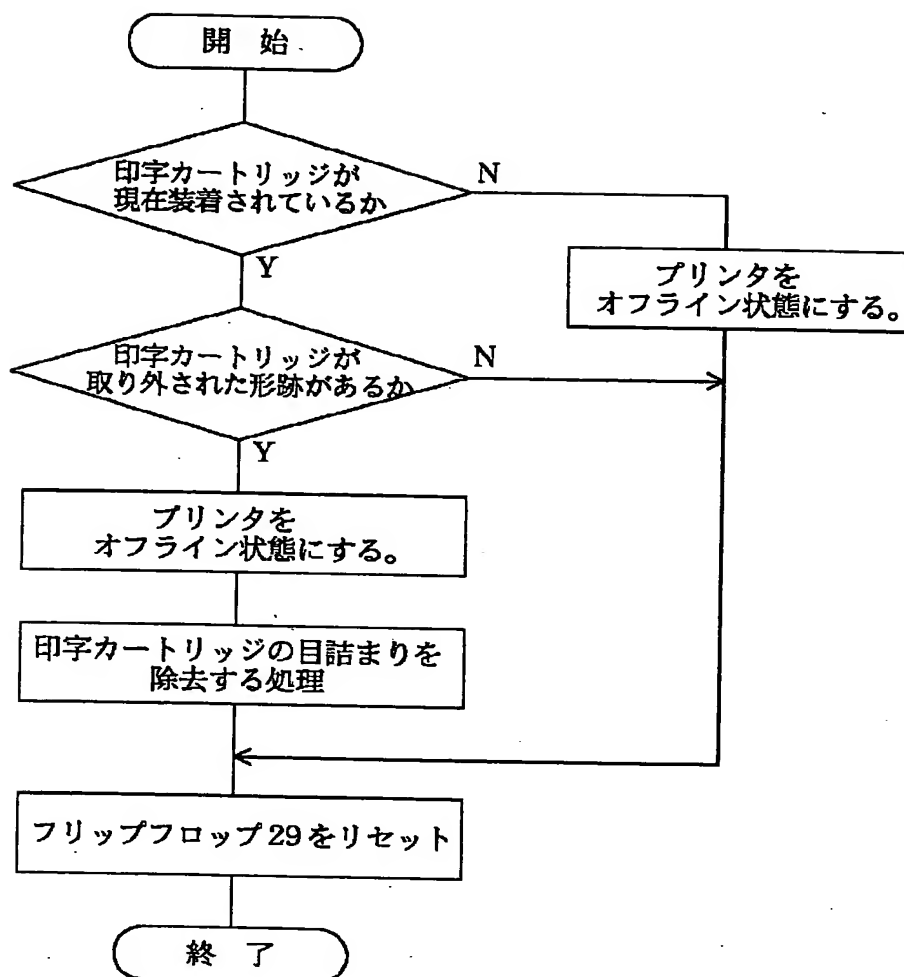 開 始
印字カートリッジが
現在装着されているか
N
Y
プリンタを
オフライン状態にする。
印字カートリッジが
取り外された形跡があるか
N
Y
プリンタを
オフライン状態にする。
印字カートリッジの目詰まりを
除去する処理
フリップフロップ29をリセット
終 了